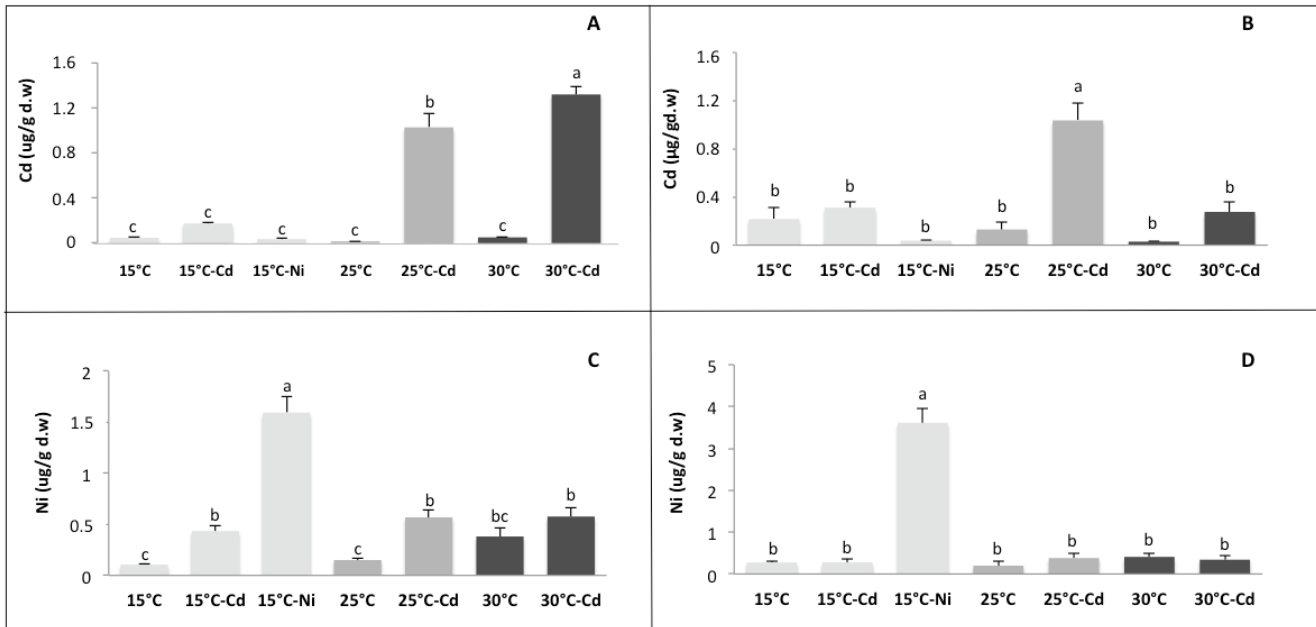 A
Cd (ug/g d.w)
1.6
1.2
0.8
0.4
0
c
c
c
c
b
c
a
15°C 15°C-Cd 15°C-Ni 25°C 25°C-Cd 30°C 30°C-Cd
B
Cd (µg/gd.w)
1.6
1.2
0.8
0.4
0
b
b
b
b
a
b
b
15°C 15°C-Cd 15°C-Ni 25°C 25°C-Cd 30°C 30°C-Cd
C
Ni (ug/g d.w)
2
1.5
1
0.5
0
c
b
a
c
b
bc
b
15°C 15°C-Cd 15°C-Ni 25°C 25°C-Cd 30°C 30°C-Cd
D
Ni (ug/g d.w)
5
4
3
2
1
0
b
b
a
b
b
b
b
15°C 15°C-Cd 15°C-Ni 25°C 25°C-Cd 30°C 30°C-Cd